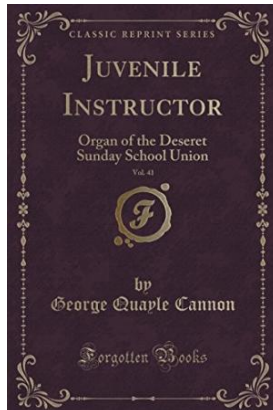 CLASSIC REPRINT SERIES
JUVENILE
INSTRUCTOR
Organ of the Deseret
Sunday School Union
Vol. 41
F
by
George Quayle Cannon
Forgotten Books